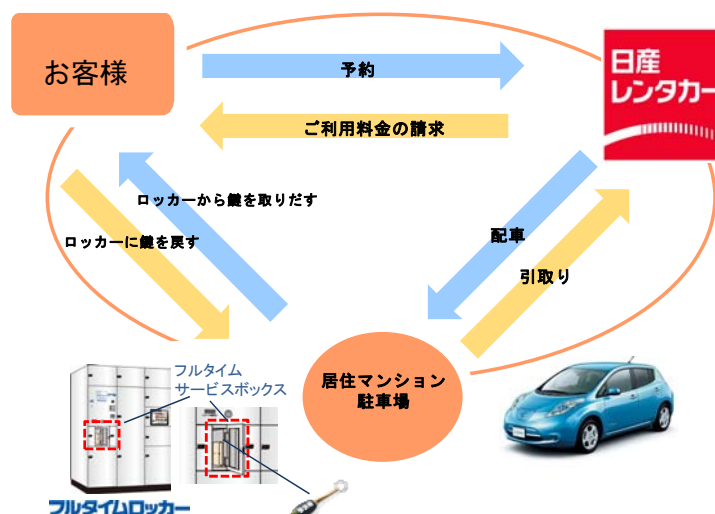 お客様
予約
日産
レンタカー
ご利用料金の請求
ロッカーから鍵を取りだす
ロッカーに鍵を戻す
配車
引取り
フルタイム
サービスボックス
居住マンション
駐車場
フルタイムロッカー